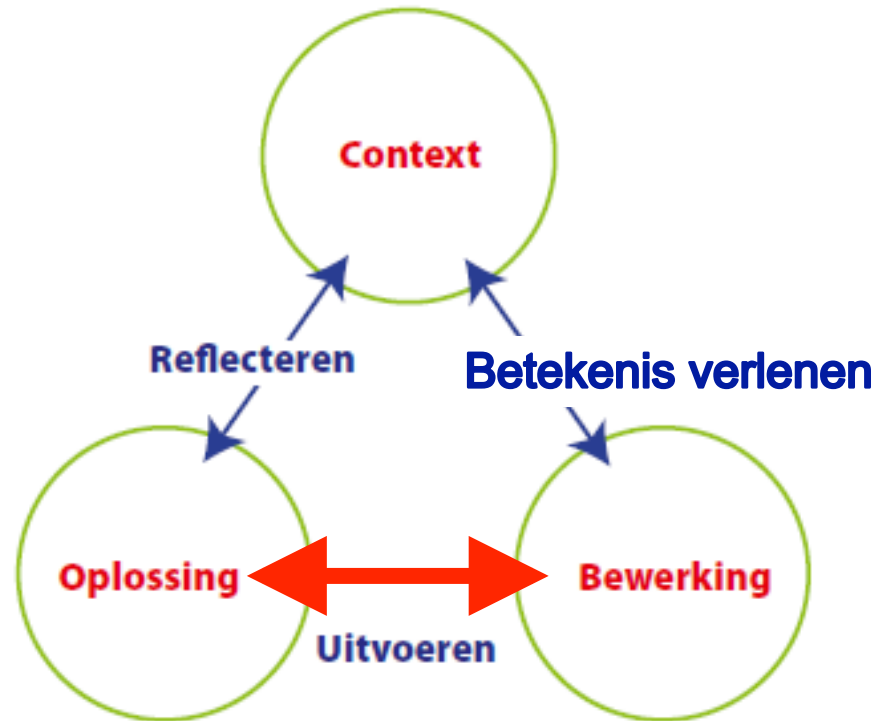 Context
Reflecteren
Betekenis verlenen
Oplossing
Bewerking
Uitvoeren